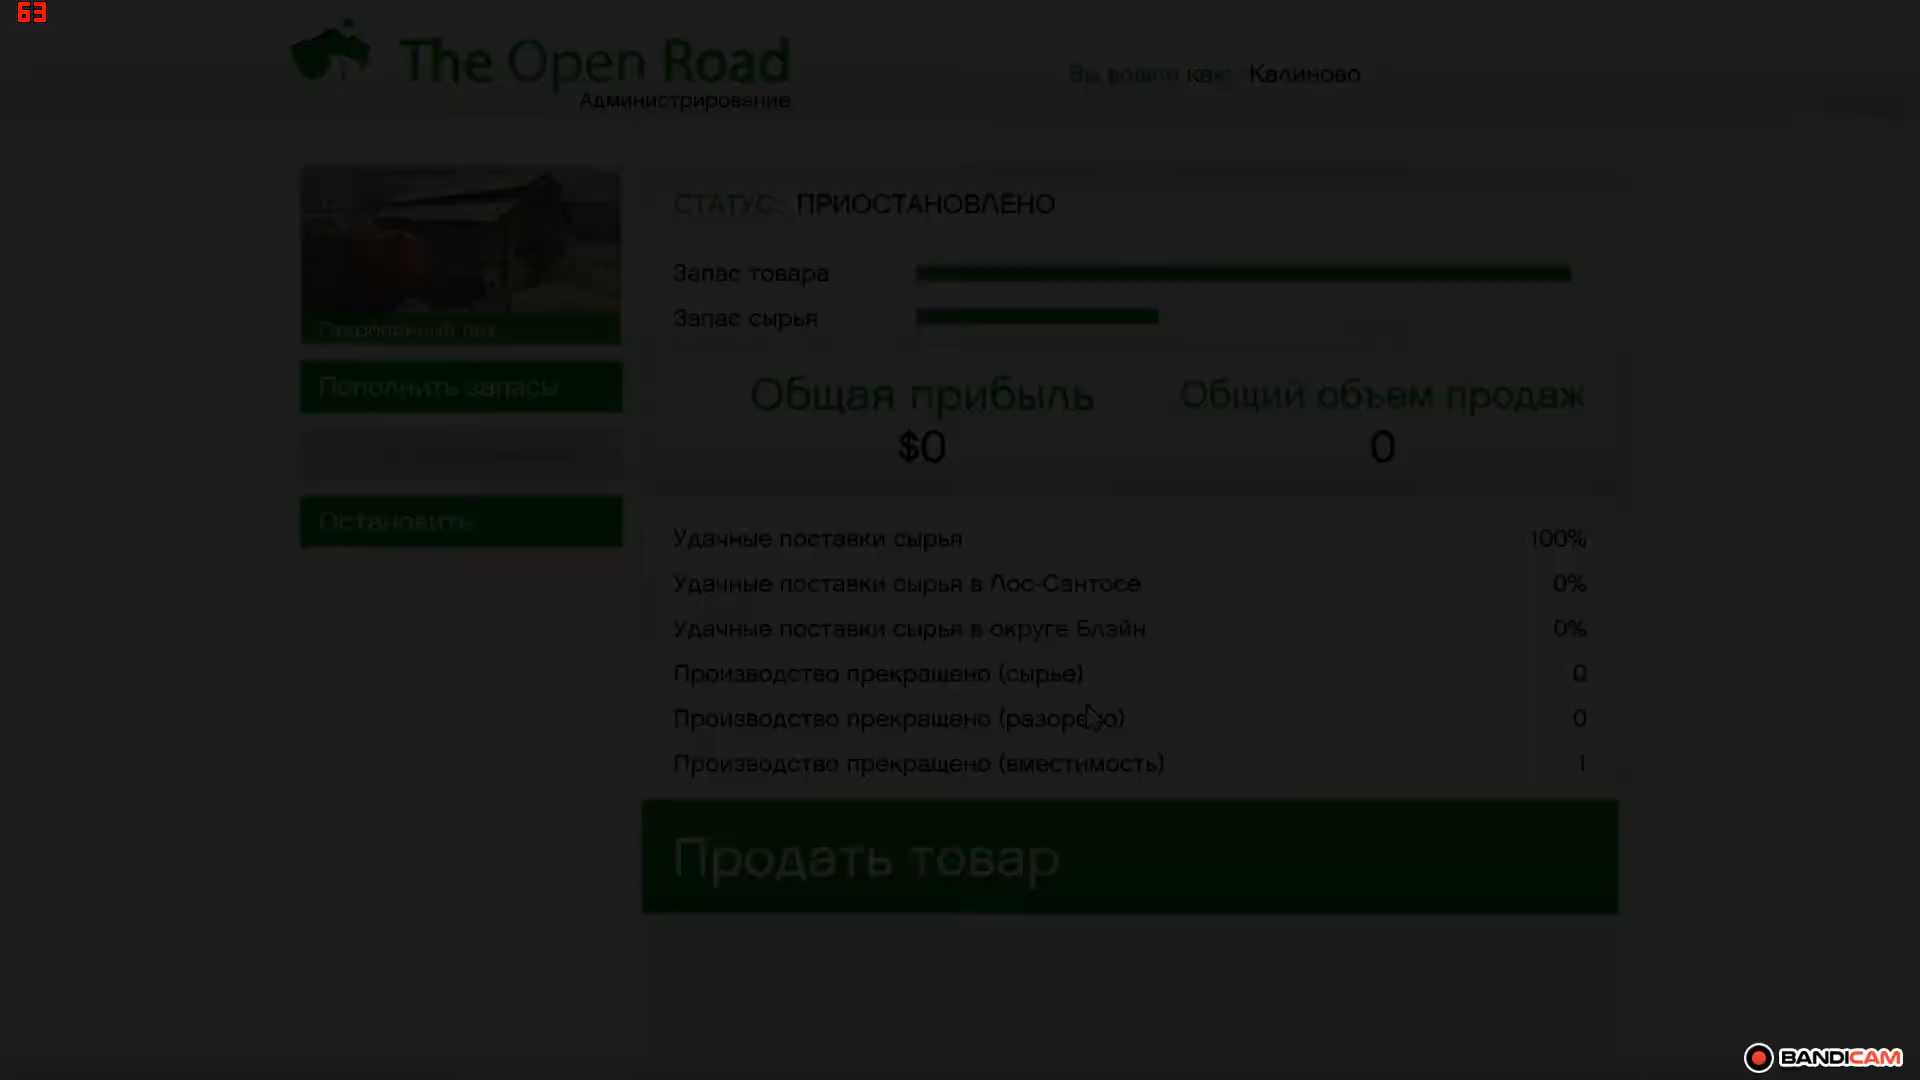 63
The Open Road
Администрирование
Вы вошли как: Калиново
СТАТУС: ПРИОСТАНОВЛЕНО
Запас товара
Запас сырья
Пополнить запасы
Остановить
Общая прибыль
$0
Общий объем продаж
0
Удачные поставки сырья 100%
Удачные поставки сырья в Лос-Сантосе 0%
Удачные поставки сырья в округе Блэйн 0%
Производство прекращено (сырье) 0
Производство прекращено (разорено) 0
Производство прекращено (вместимость) 1
Продать товар
BANDICAM